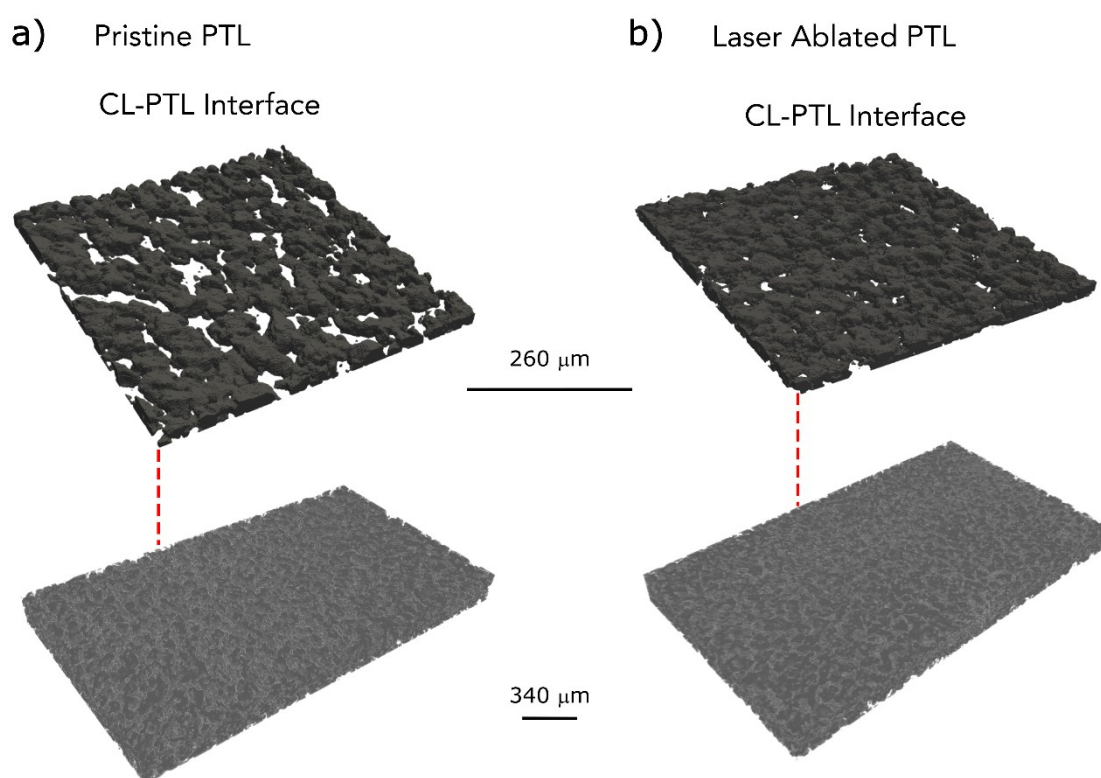 a) Pristine PTL
CL-PTL Interface
b) Laser Ablated PTL
CL-PTL Interface
260 μm
340 μm